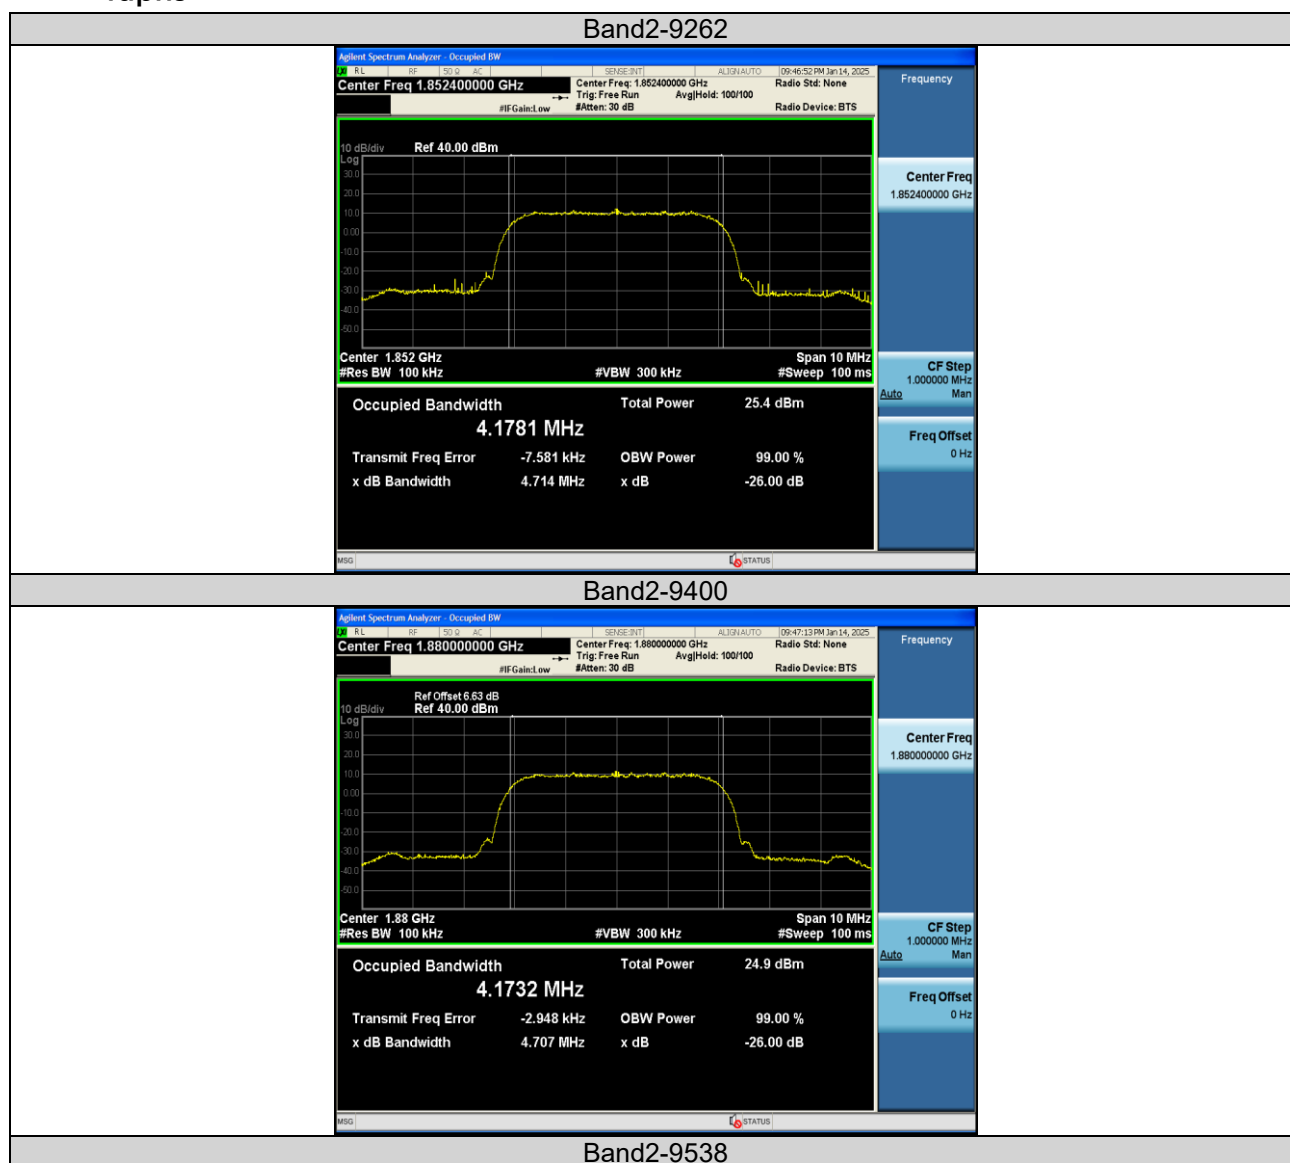 Band2-9262
Agilent Spectrum Analyzer - Occupied BW
RL RF 50 Ω AC SENSE:INT ALIGN AUTO 09:46:52 PM Jan 14, 2025
Center Freq 1.852400000 GHz Center Freq: 1.852400000 GHz Radio Std: None Frequency
Trig: Free Run Avg|Hold: 100/100
#IFGain:Low #Atten: 30 dB Radio Device: BTS
10 dB/div Ref 40.00 dBm
Log
30.0
20.0
10.0
0.00
-10.0
-20.0
-30.0
-40.0
-50.0
Center Freq
1.852400000 GHz
Center 1.852 GHz Span 10 MHz
#Res BW 100 kHz #VBW 300 kHz #Sweep 100 ms
CF Step
1.000000 MHz
Auto Man
Occupied Bandwidth Total Power 25.4 dBm
4.1781 MHz
Freq Offset
0 Hz
Transmit Freq Error -7.581 kHz OBW Power 99.00 %
x dB Bandwidth 4.714 MHz x dB -26.00 dB
MSG STATUS
Band2-9400
Agilent Spectrum Analyzer - Occupied BW
RL RF 50 Ω AC SENSE:INT ALIGN AUTO 09:47:13 PM Jan 14, 2025
Center Freq 1.880000000 GHz Center Freq: 1.880000000 GHz Radio Std: None Frequency
Trig: Free Run Avg|Hold: 100/100
#IFGain:Low #Atten: 30 dB Radio Device: BTS
Ref Offset 6.63 dB
10 dB/div Ref 40.00 dBm
Log
30.0
20.0
10.0
0.00
-10.0
-20.0
-30.0
-40.0
-50.0
Center Freq
1.880000000 GHz
Center 1.88 GHz Span 10 MHz
#Res BW 100 kHz #VBW 300 kHz #Sweep 100 ms
CF Step
1.000000 MHz
Auto Man
Occupied Bandwidth Total Power 24.9 dBm
4.1732 MHz
Freq Offset
0 Hz
Transmit Freq Error -2.948 kHz OBW Power 99.00 %
x dB Bandwidth 4.707 MHz x dB -26.00 dB
MSG STATUS
Band2-9538